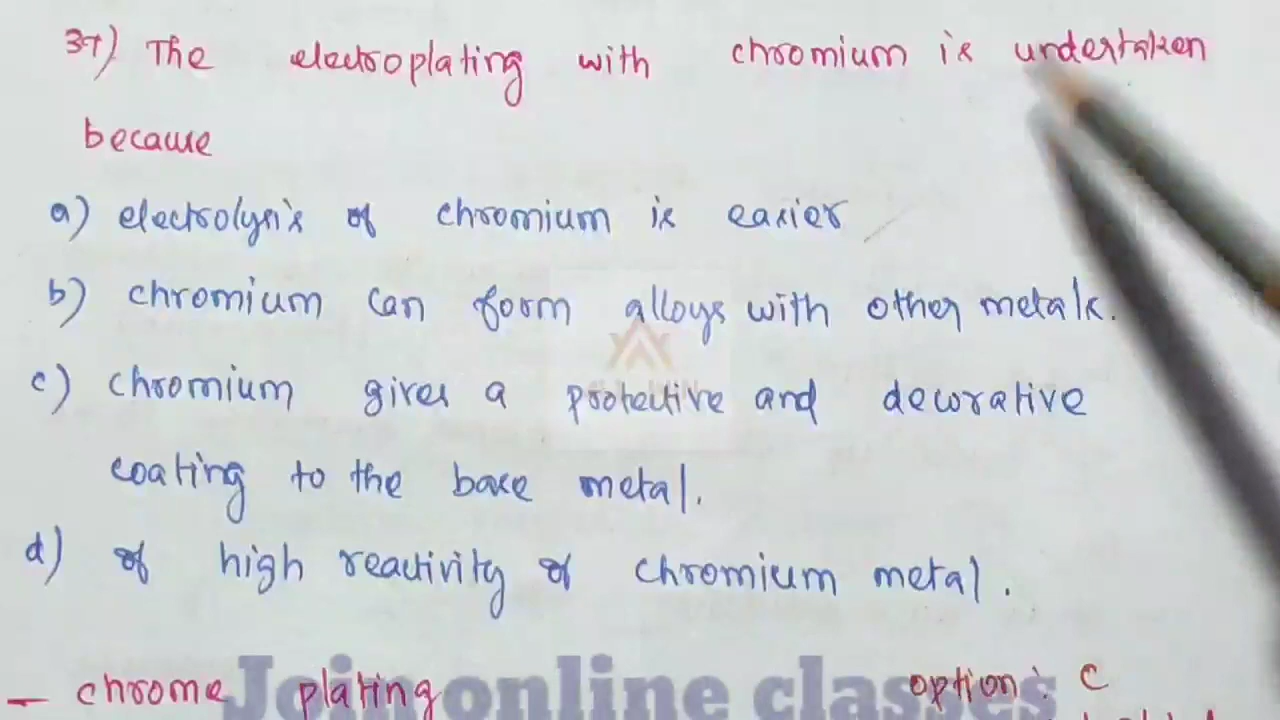 37) The electroplating with chromium is undertaken
because
a) electrolysis of chromium is easier
b) chromium can form alloys with other metals.
c) chromium gives a protective and decorative
coating to the base metal.
d) of high reactivity of chromium metal.
- chrome plating option: c
Join online classes